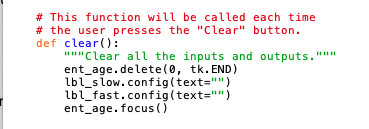 # This function will be called each time
# the user presses the "Clear" button.
def clear():
    """Clear all the inputs and outputs."""
    ent_age.delete(0, tk.END)
    lbl_slow.config(text="")
    lbl_fast.config(text="")
    ent_age.focus()